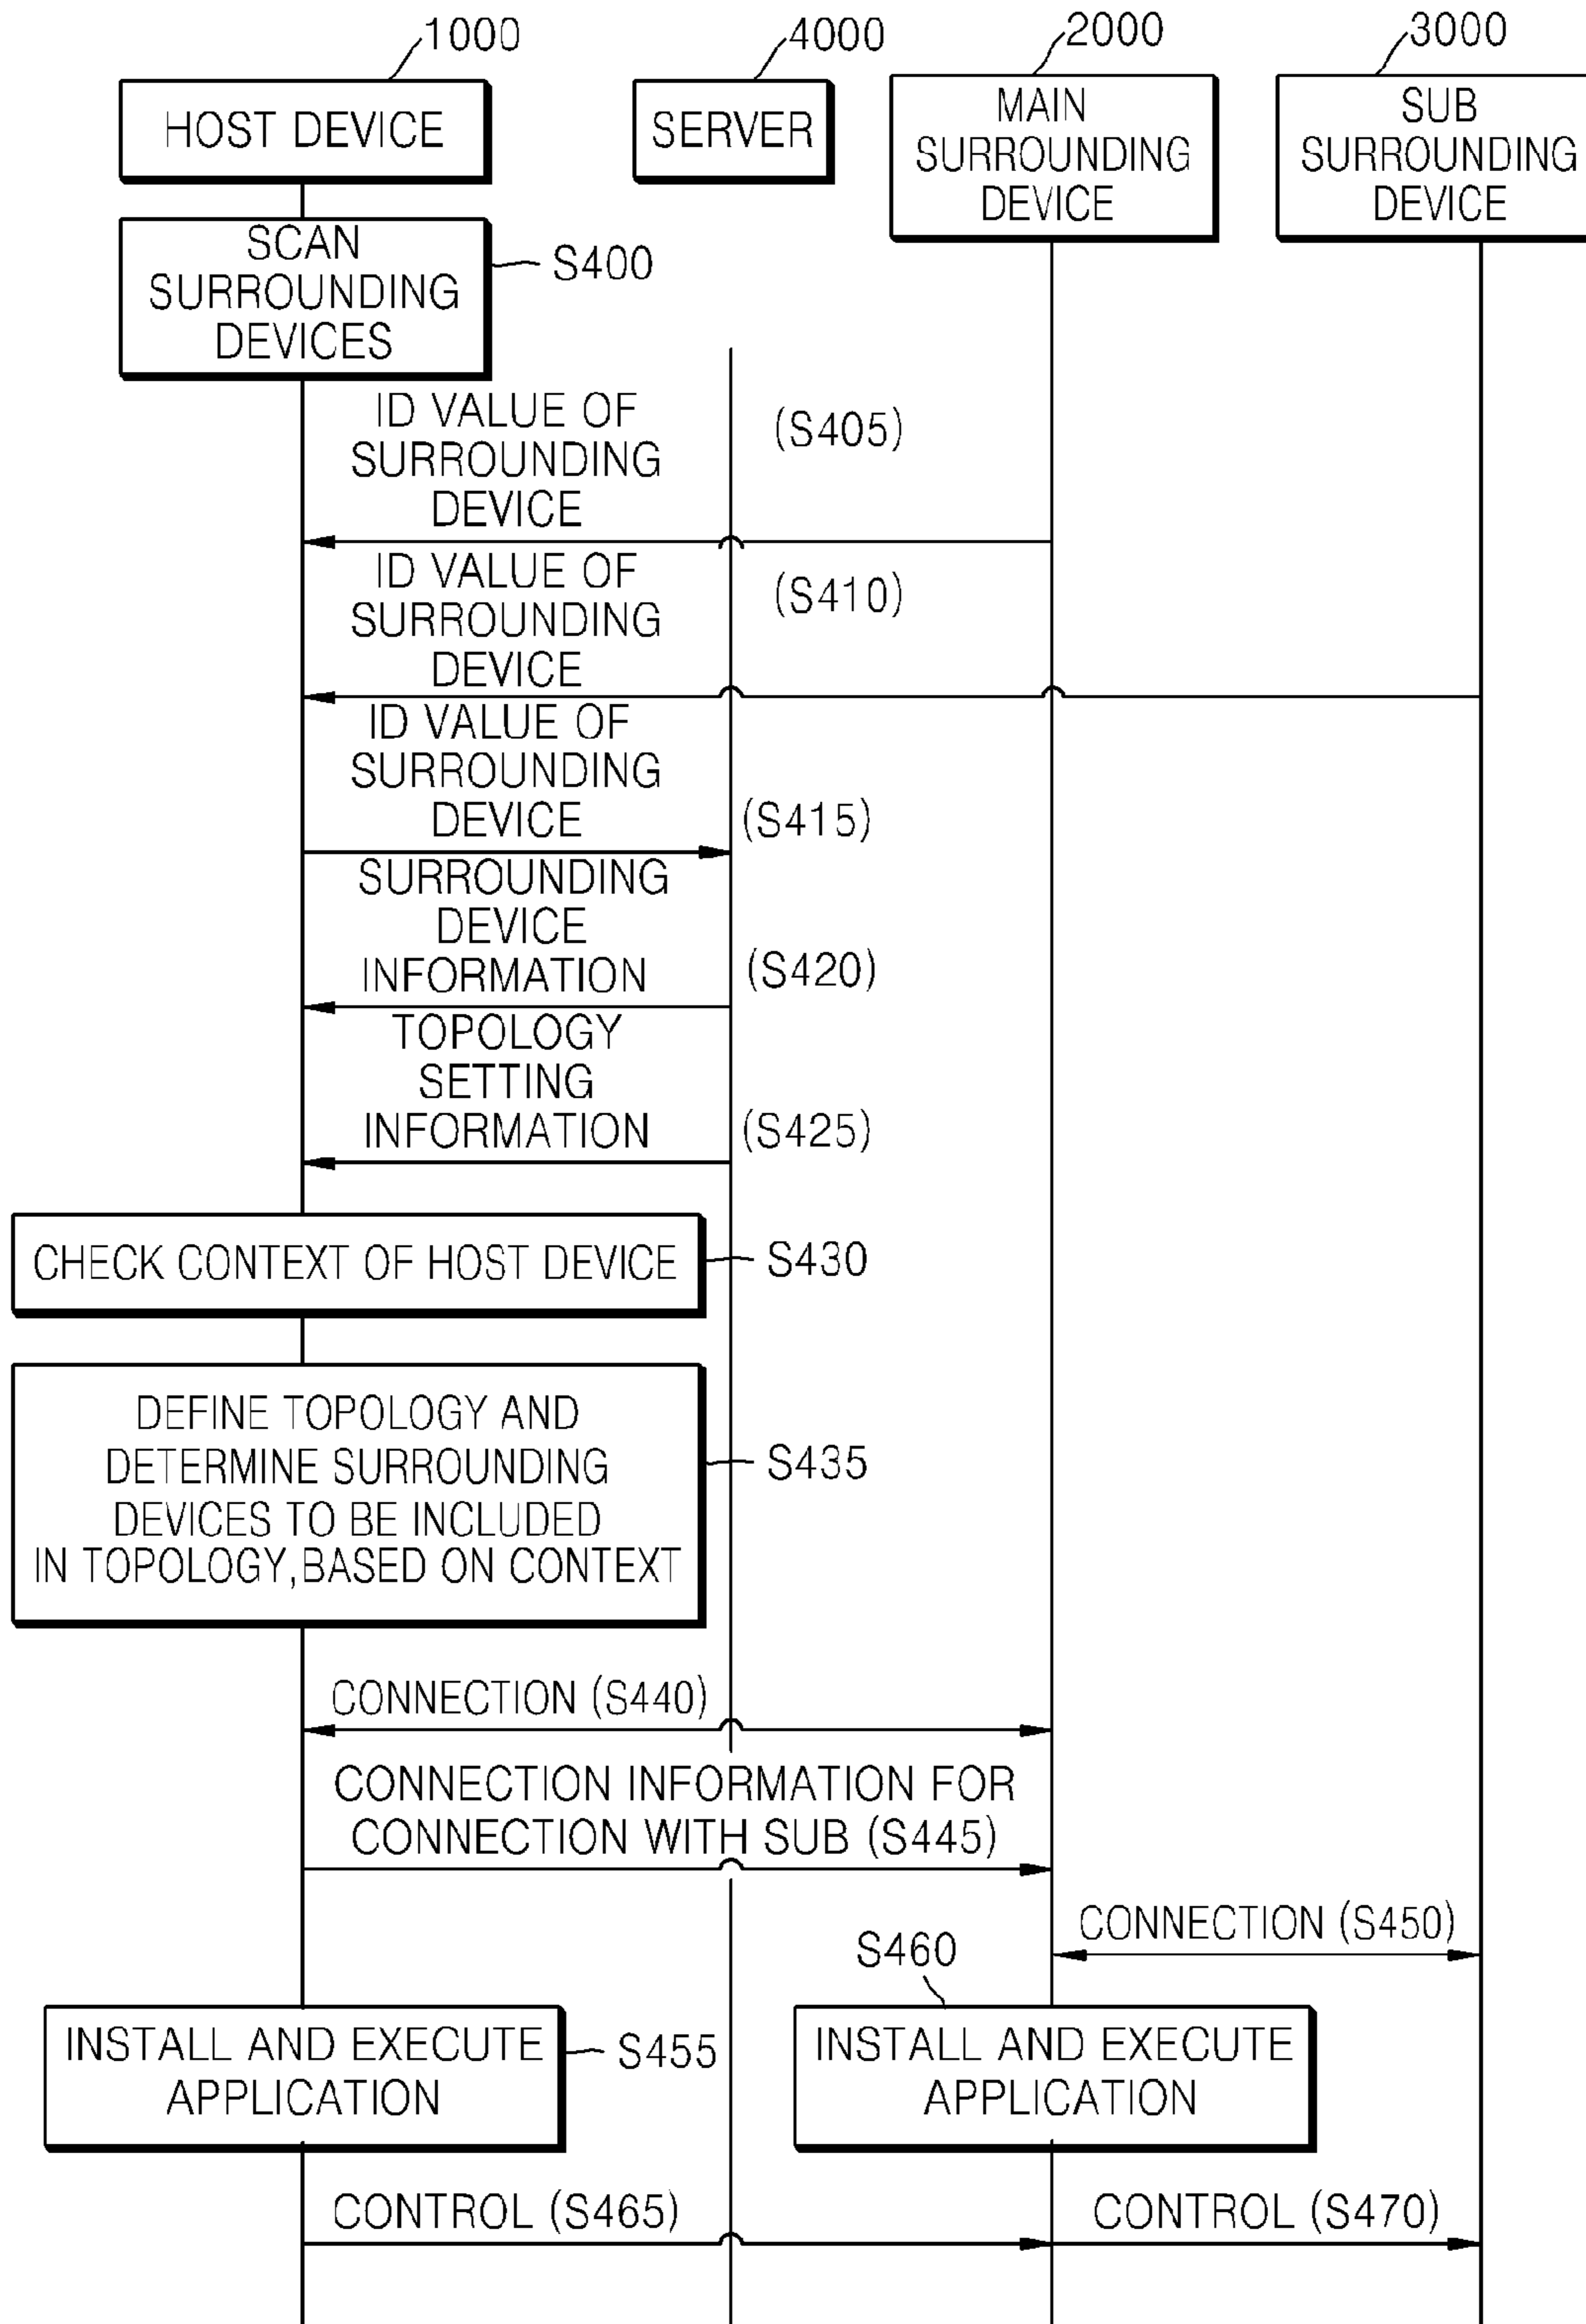 1000
4000
2000
3000
HOST DEVICE
SERVER
MAIN
SURROUNDING
DEVICE
SUB
SURROUNDING
DEVICE
SCAN
SURROUNDING
DEVICES
S400
ID VALUE OF
SURROUNDING
DEVICE
(S405)
ID VALUE OF
SURROUNDING
DEVICE
(S410)
ID VALUE OF
SURROUNDING
DEVICE
(S415)
SURROUNDING
DEVICE
INFORMATION
(S420)
TOPOLOGY
SETTING
INFORMATION
(S425)
CHECK CONTEXT OF HOST DEVICE
S430
DEFINE TOPOLOGY AND
DETERMINE SURROUNDING
DEVICES TO BE INCLUDED
IN TOPOLOGY, BASED ON CONTEXT
S435
CONNECTION (S440)
CONNECTION INFORMATION FOR
CONNECTION WITH SUB (S445)
CONNECTION (S450)
S460
INSTALL AND EXECUTE
APPLICATION
S455
INSTALL AND EXECUTE
APPLICATION
CONTROL (S465)
CONTROL (S470)